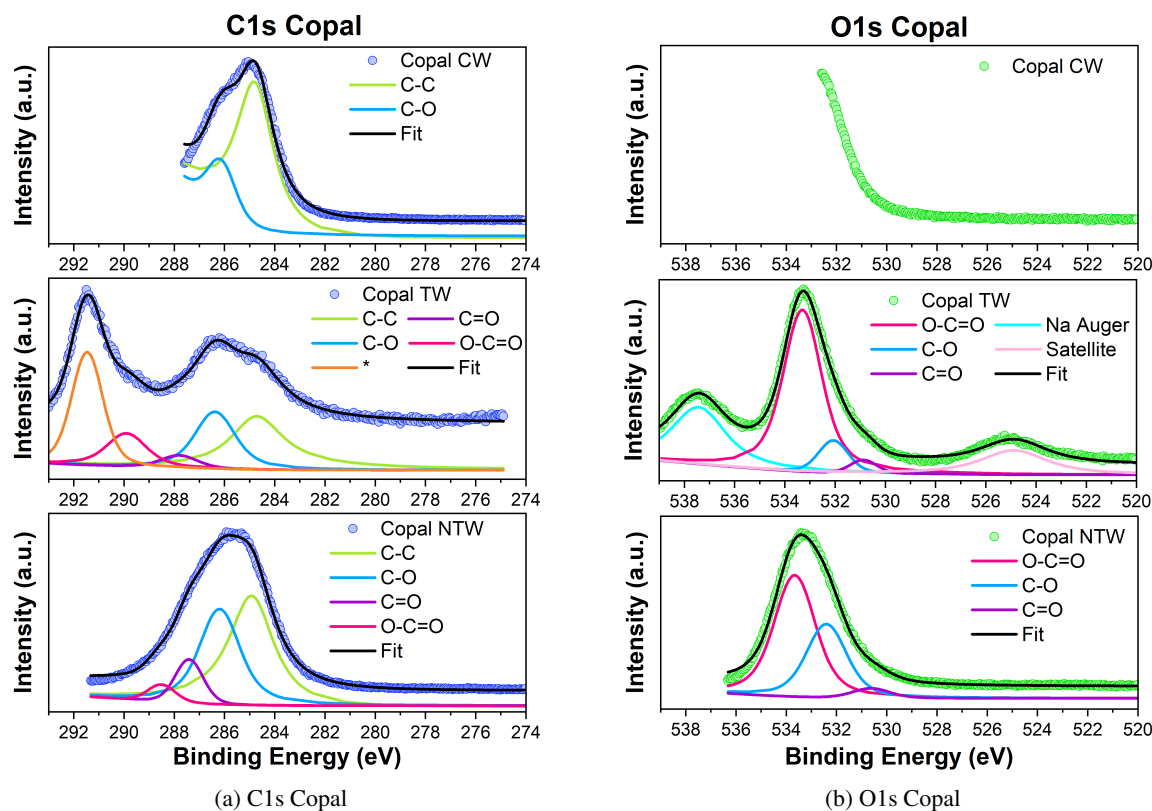 C1s Copal
Intensity (a.u.)
Copal CW
C-C
C-O
Fit
292 290 288 286 284 282 280 278 276 274
Intensity (a.u.)
Copal TW
C-C C=O
C-O O-C=O
* Fit
292 290 288 286 284 282 280 278 276 274
Intensity (a.u.)
Copal NTW
C-C
C-O
C=O
O-C=O
Fit
292 290 288 286 284 282 280 278 276 274
Binding Energy (eV)
(a) C1s Copal
O1s Copal
Intensity (a.u.)
Copal CW
538 536 534 532 530 528 526 524 522 520
Intensity (a.u.)
Copal TW
O-C=O Na Auger
C-O Satellite
C=O Fit
538 536 534 532 530 528 526 524 522 520
Intensity (a.u.)
Copal NTW
O-C=O
C-O
C=O
Fit
538 536 534 532 530 528 526 524 522 520
Binding Energy (eV)
(b) O1s Copal